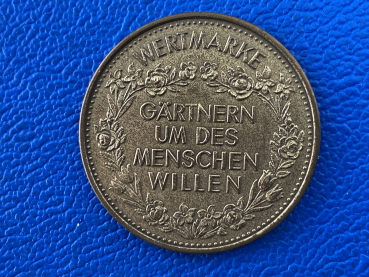 WERTMARKE
GÄRTNERN
UM DES
MENSCHEN
WILLEN